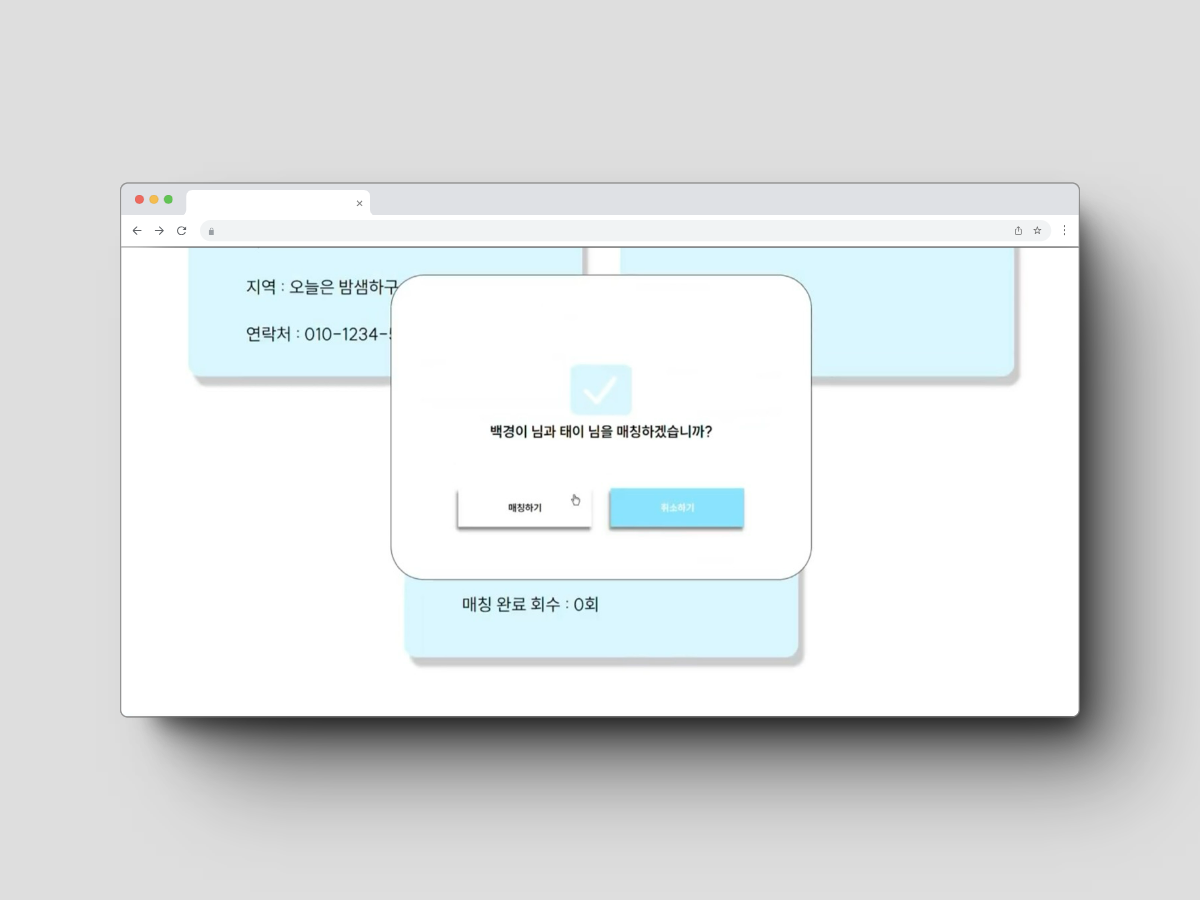 지역 : 오늘은 밤샘하구
연락처 : 010-1234-
백경이 님과 태이 님을 매칭하겠습니까?
매칭하기
취소하기
매칭 완료 회수 : 0회